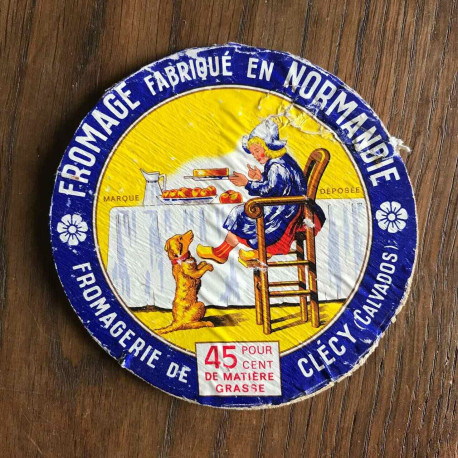 FROMAGE FABRIQUÉ EN NORMANDIE
MARQUE DÉPOSÉE
45 POUR
CENT
DE MATIÈRE
GRASSE
FROMAGERIE DE CLÉCY (CALVADOS)